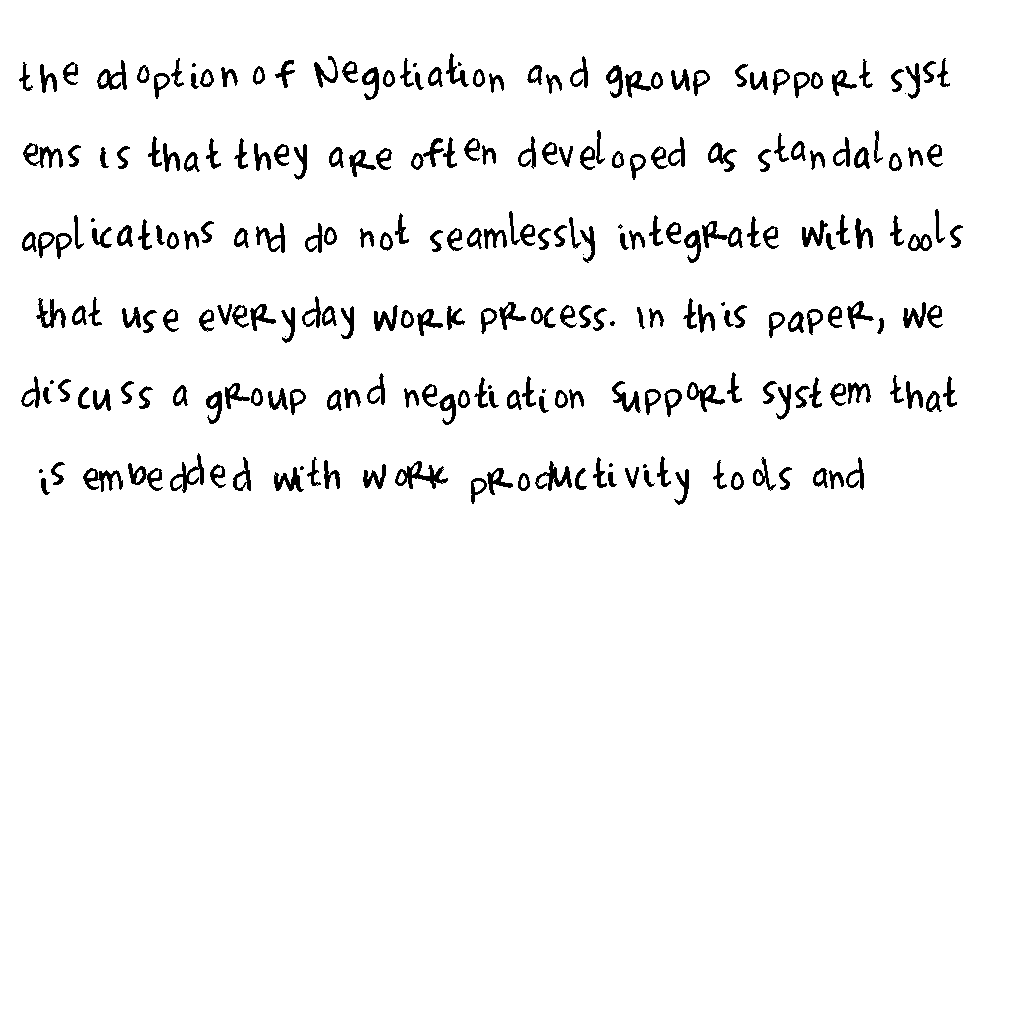 the adoption of Negotiation and group support syst
ems is that they are often developed as standalone
applications and do not seamlessly integrate with tools
that use everyday work process. in this paper, we
discuss a group and negotiation support system that
is embedded with work productivity tools and